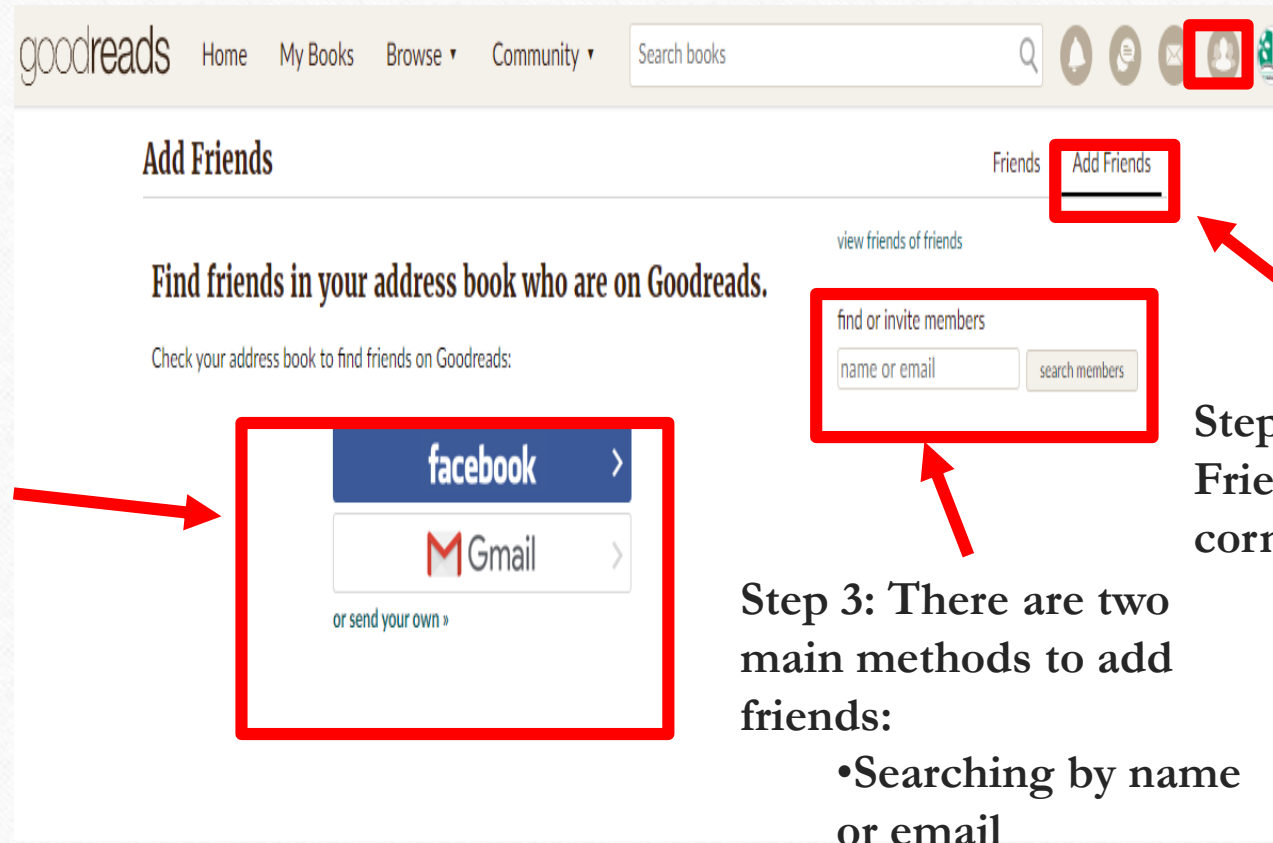 goodreads Home My Books Browse ▾ Community ▾ Search books
Add Friends
Friends Add Friends
view friends of friends
Find friends in your address book who are on Goodreads.
find or invite members
Check your address book to find friends on Goodreads:
name or email search members
facebook
Gmail
or send your own »
Step 3: There are two
main methods to add
friends:
•Searching by name
or email